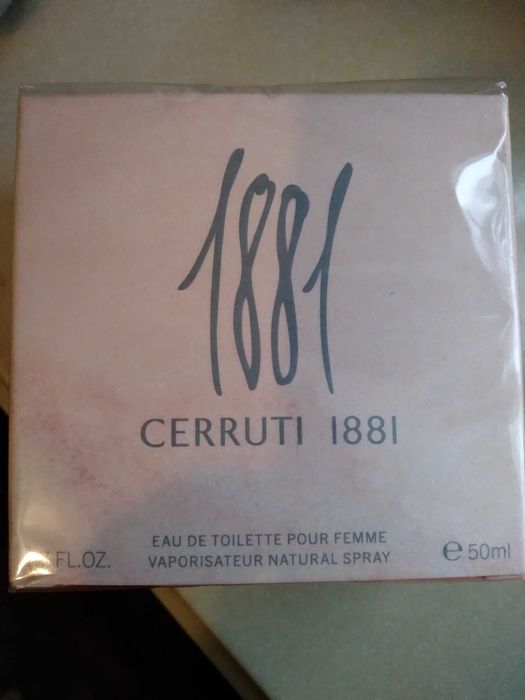 1881
CERRUTI 1881
EAU DE TOILETTE POUR FEMME
FL.OZ. VAPORISATEUR NATURAL SPRAY e 50ml